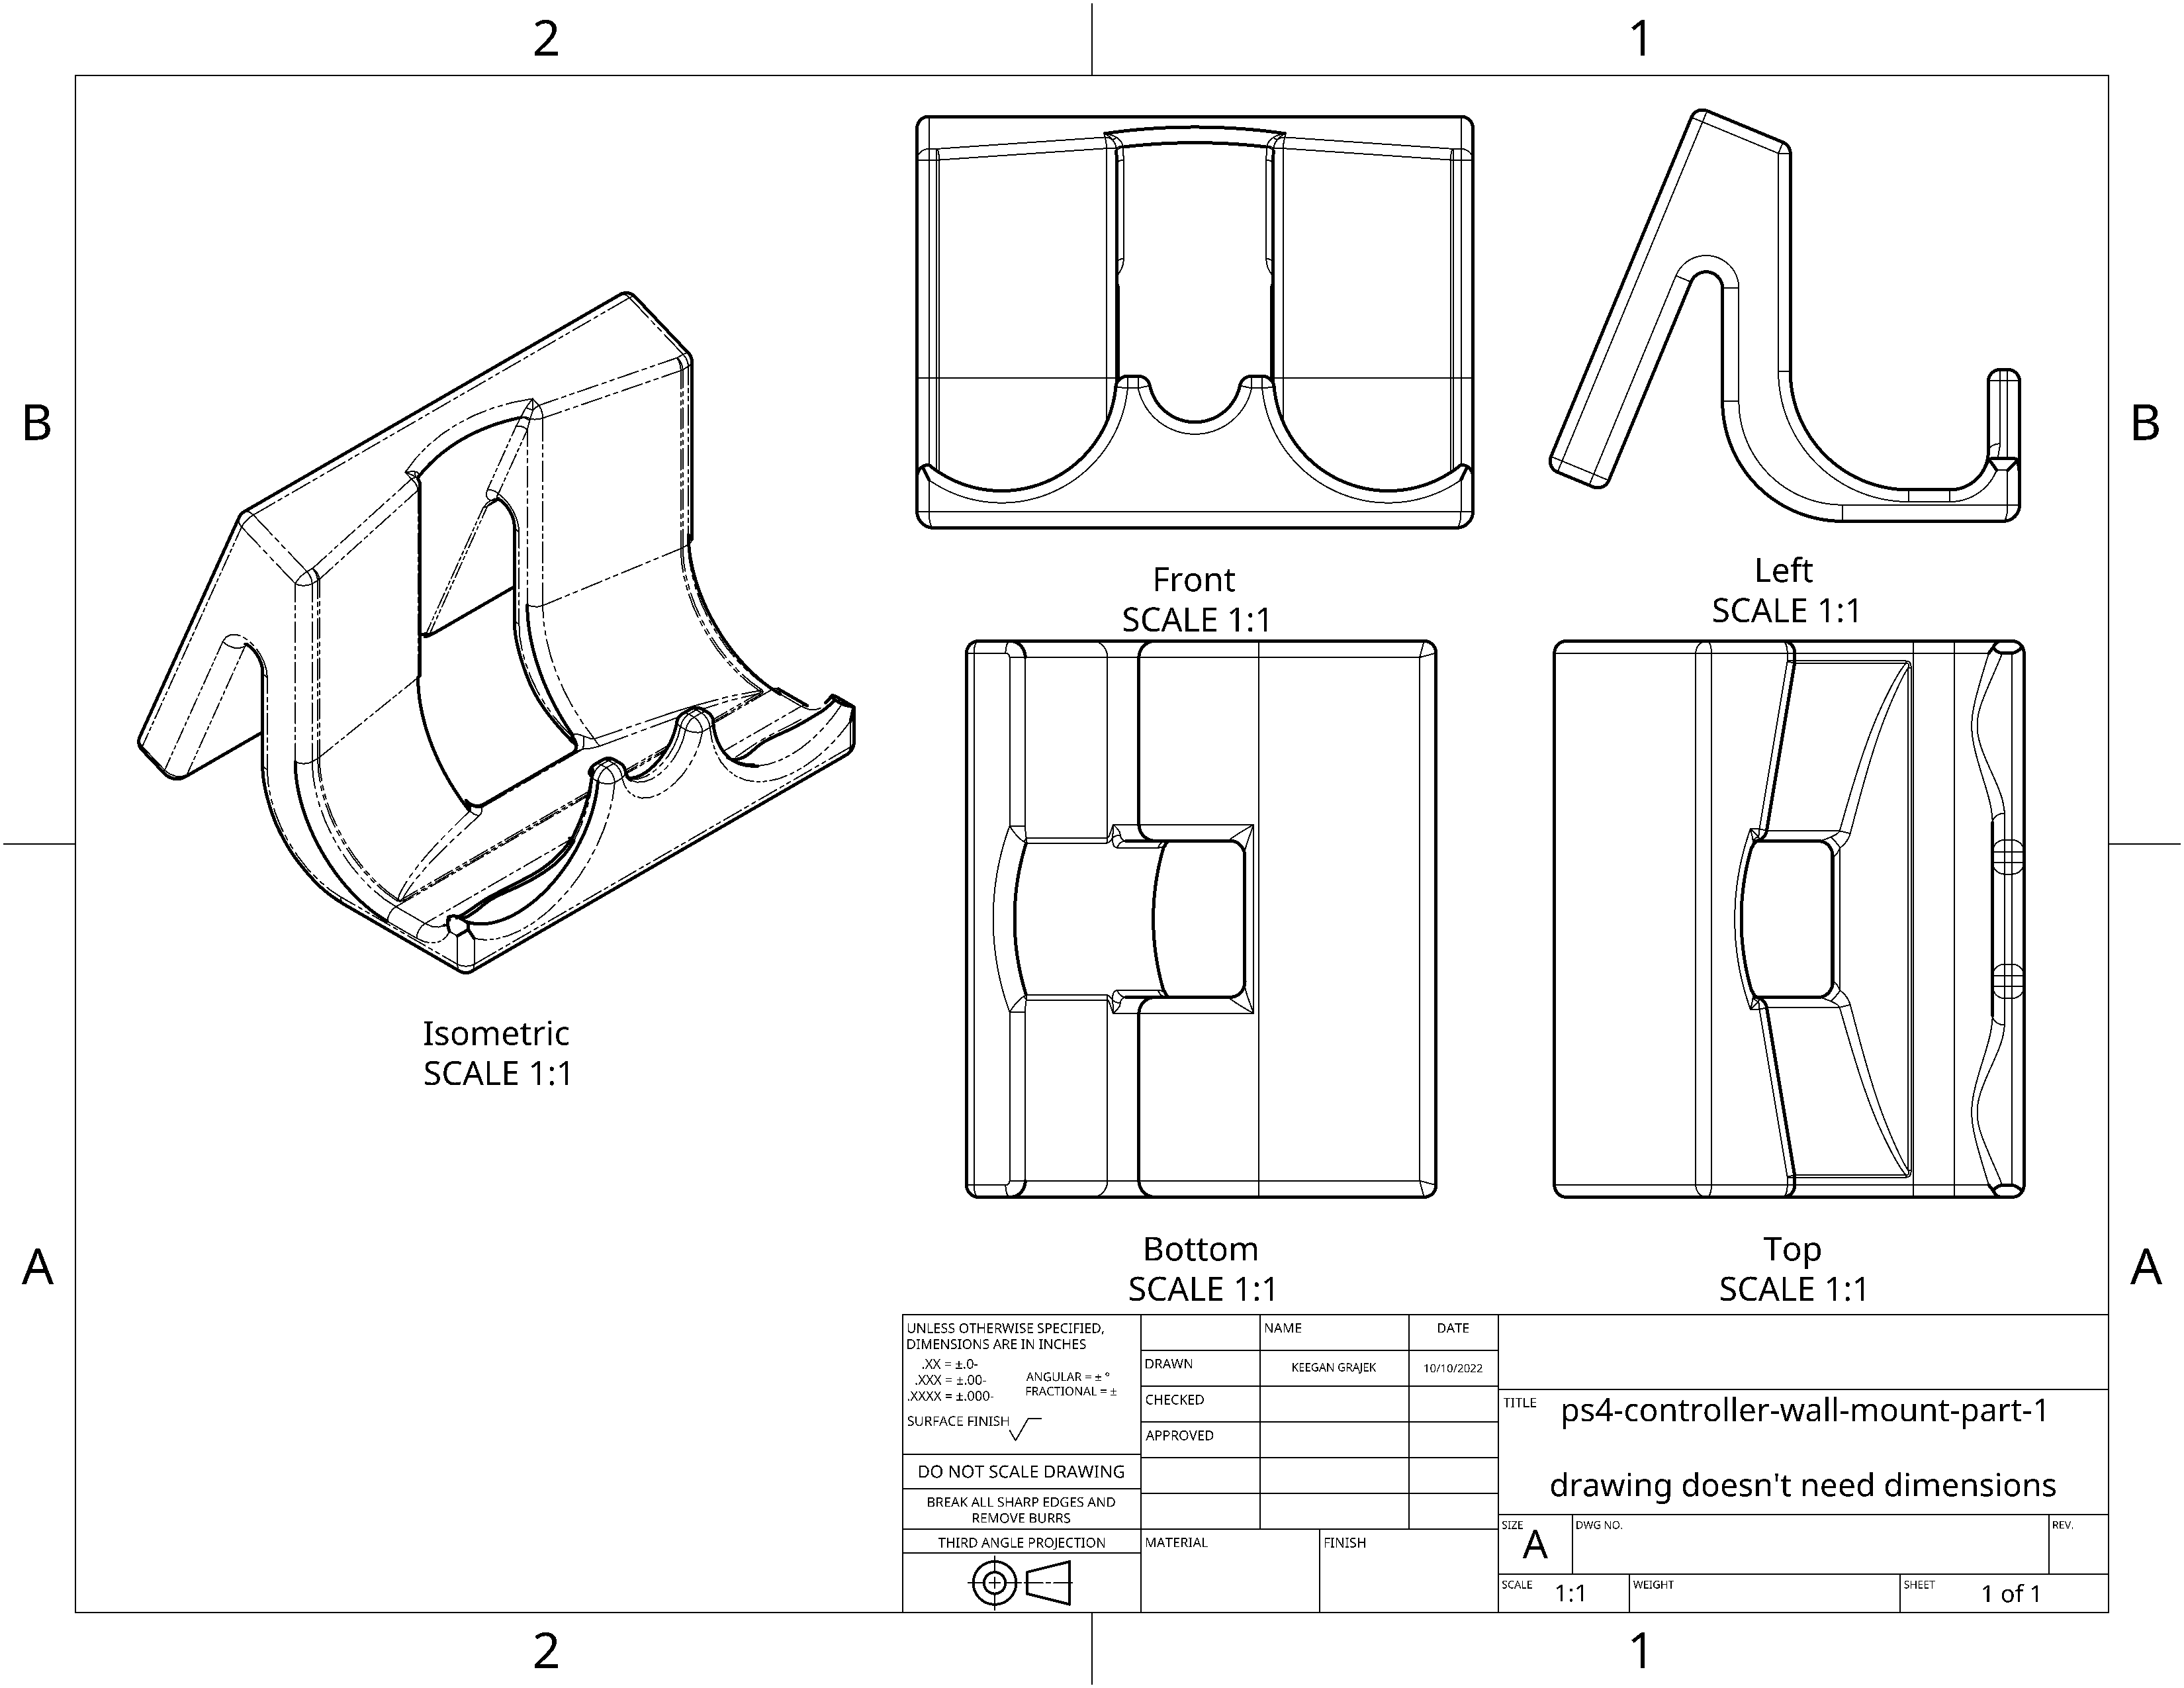 2 1
B B
Front
SCALE 1:1
Left
SCALE 1:1
Isometric
SCALE 1:1
Bottom
SCALE 1:1
Top
SCALE 1:1
A A
UNLESS OTHERWISE SPECIFIED,
DIMENSIONS ARE IN INCHES
.XX = ±.0-
.XXX = ±.00-
.XXXX = ±.000-
ANGULAR = ± °
FRACTIONAL = ±
SURFACE FINISH
DO NOT SCALE DRAWING
BREAK ALL SHARP EDGES AND
REMOVE BURRS
THIRD ANGLE PROJECTION
NAME DATE
DRAWN KEEGAN GRAJEK 10/10/2022
CHECKED
APPROVED
MATERIAL FINISH
TITLE ps4-controller-wall-mount-part-1
drawing doesn't need dimensions
SIZE A DWG NO. REV.
SCALE 1:1 WEIGHT SHEET 1 of 1
2 1